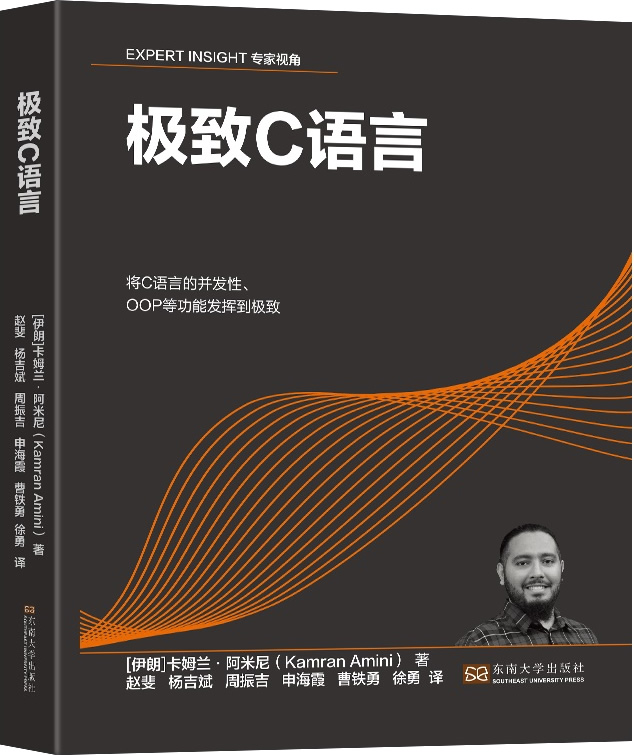 EXPERT INSIGHT 专家视角
极致C语言
将C语言的并发性、
OOP等功能发挥到极致
[伊朗]卡姆兰·阿米尼(Kamran Amini) 著
赵斐 杨吉斌 周振吉 申海霞 曹铁勇 徐勇 译
东南大学出版社
SOUTHEAST UNIVERSITY PRESS
极致C语言
[伊朗]卡姆兰·阿米尼(Kamran Amini) 著
赵斐 杨吉斌 周振吉 申海霞 曹铁勇 徐勇 译
东南大学出版社
SOUTHEAST UNIVERSITY PRESS